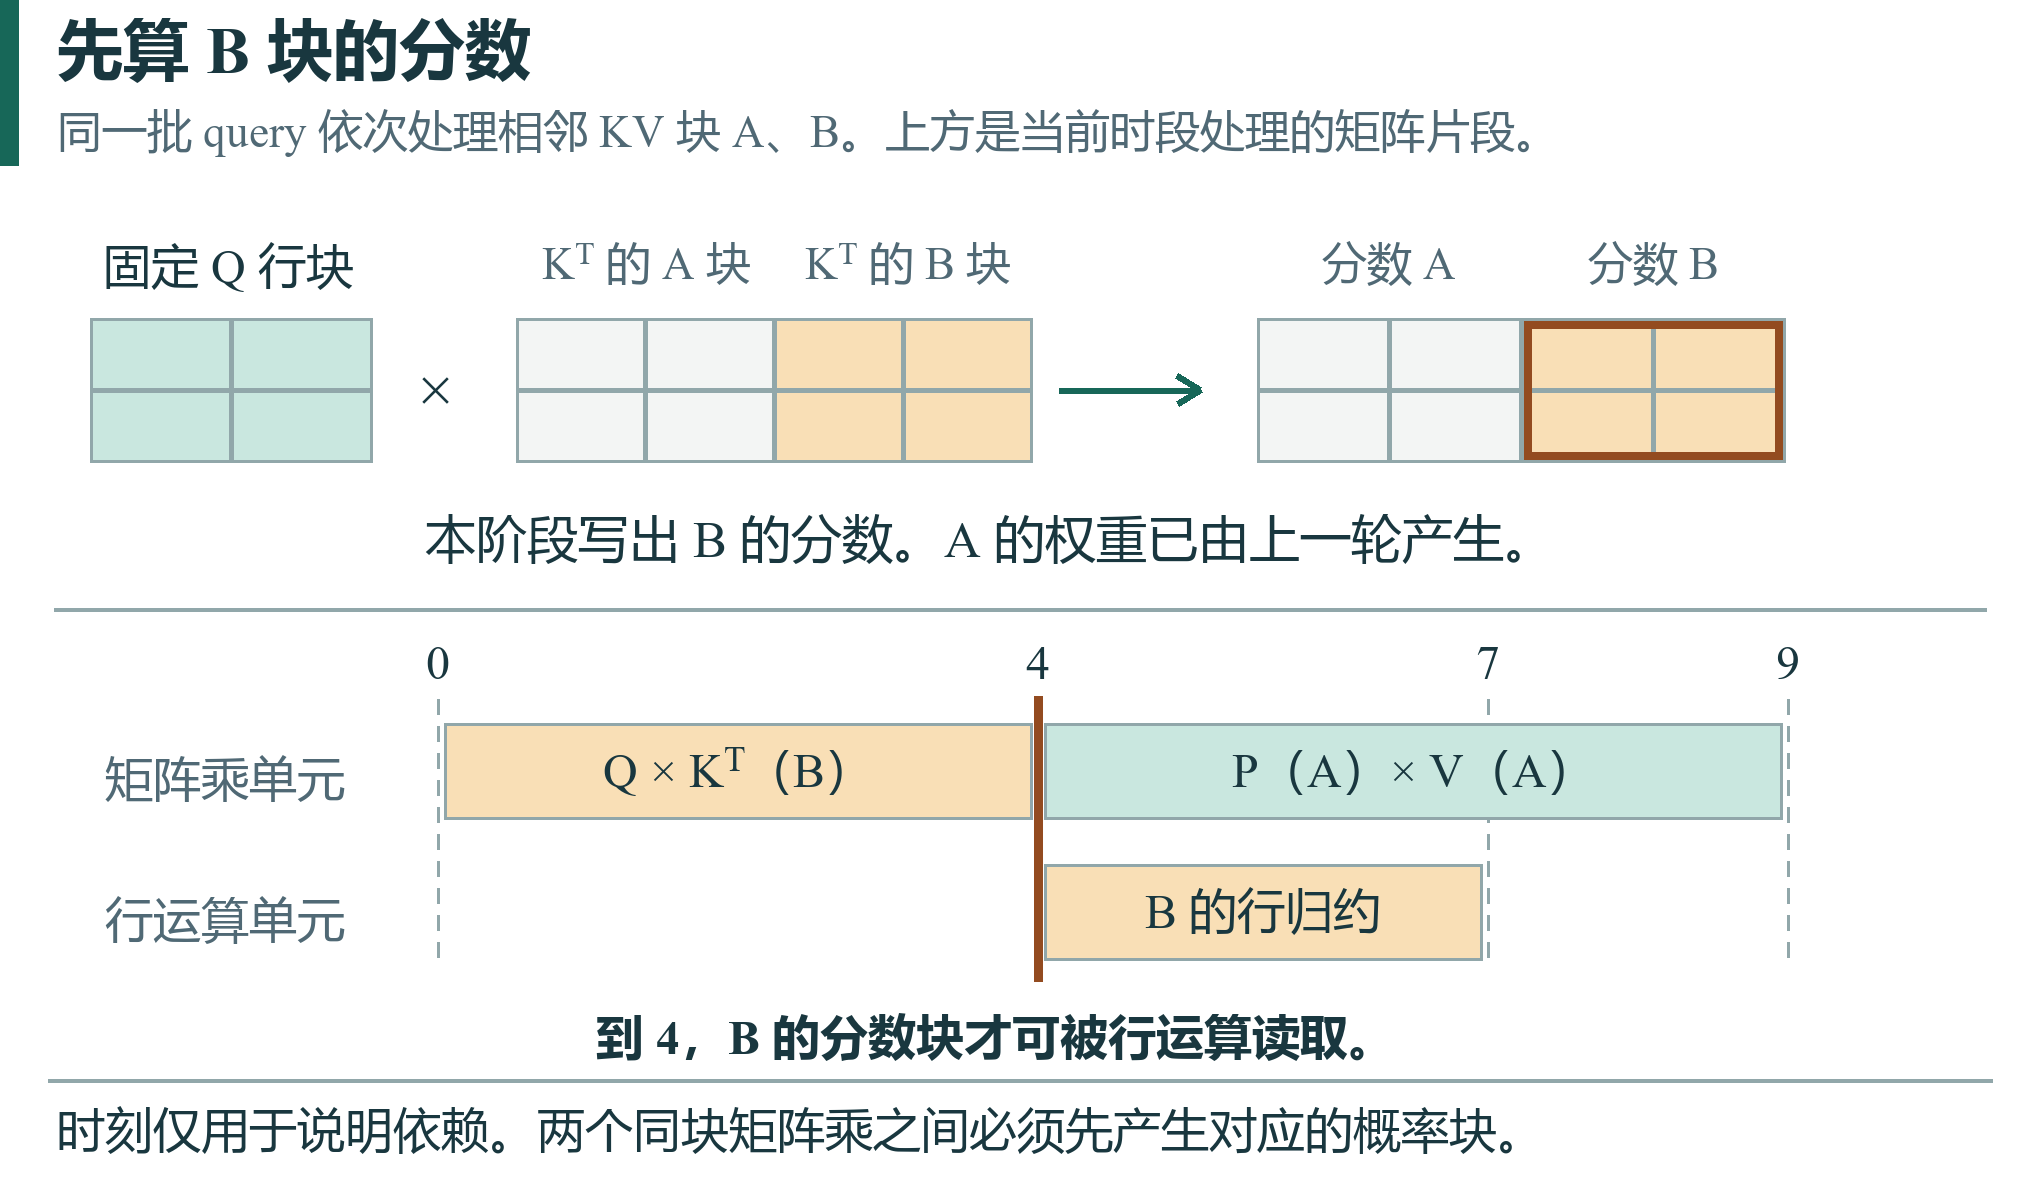 先算 B 块的分数
同一批 query 依次处理相邻 KV 块 A、B。上方是当前时段处理的矩阵片段。
固定 Q 行块
Kᵀ 的 A 块
Kᵀ 的 B 块
分数 A
分数 B
×
本阶段写出 B 的分数。A 的权重已由上一轮产生。
0 4 7 9
矩阵乘单元
Q × Kᵀ（B）
P（A）× V（A）
行运算单元
B 的行归约
到 4，B 的分数块才可被行运算读取。
时刻仅用于说明依赖。两个同块矩阵乘之间必须先产生对应的概率块。